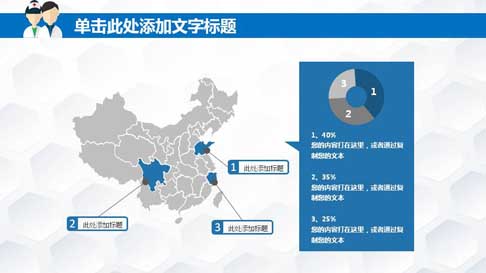 单击此处添加文字标题
3
1
2
1、40%
您的内容打在这里，或者通过复
制您的文本
2、35%
您的内容打在这里，或者通过复
制您的文本
3、25%
您的内容打在这里，或者通过复
制您的文本
1 此处添加标题
2 此处添加标题
3 此处添加标题